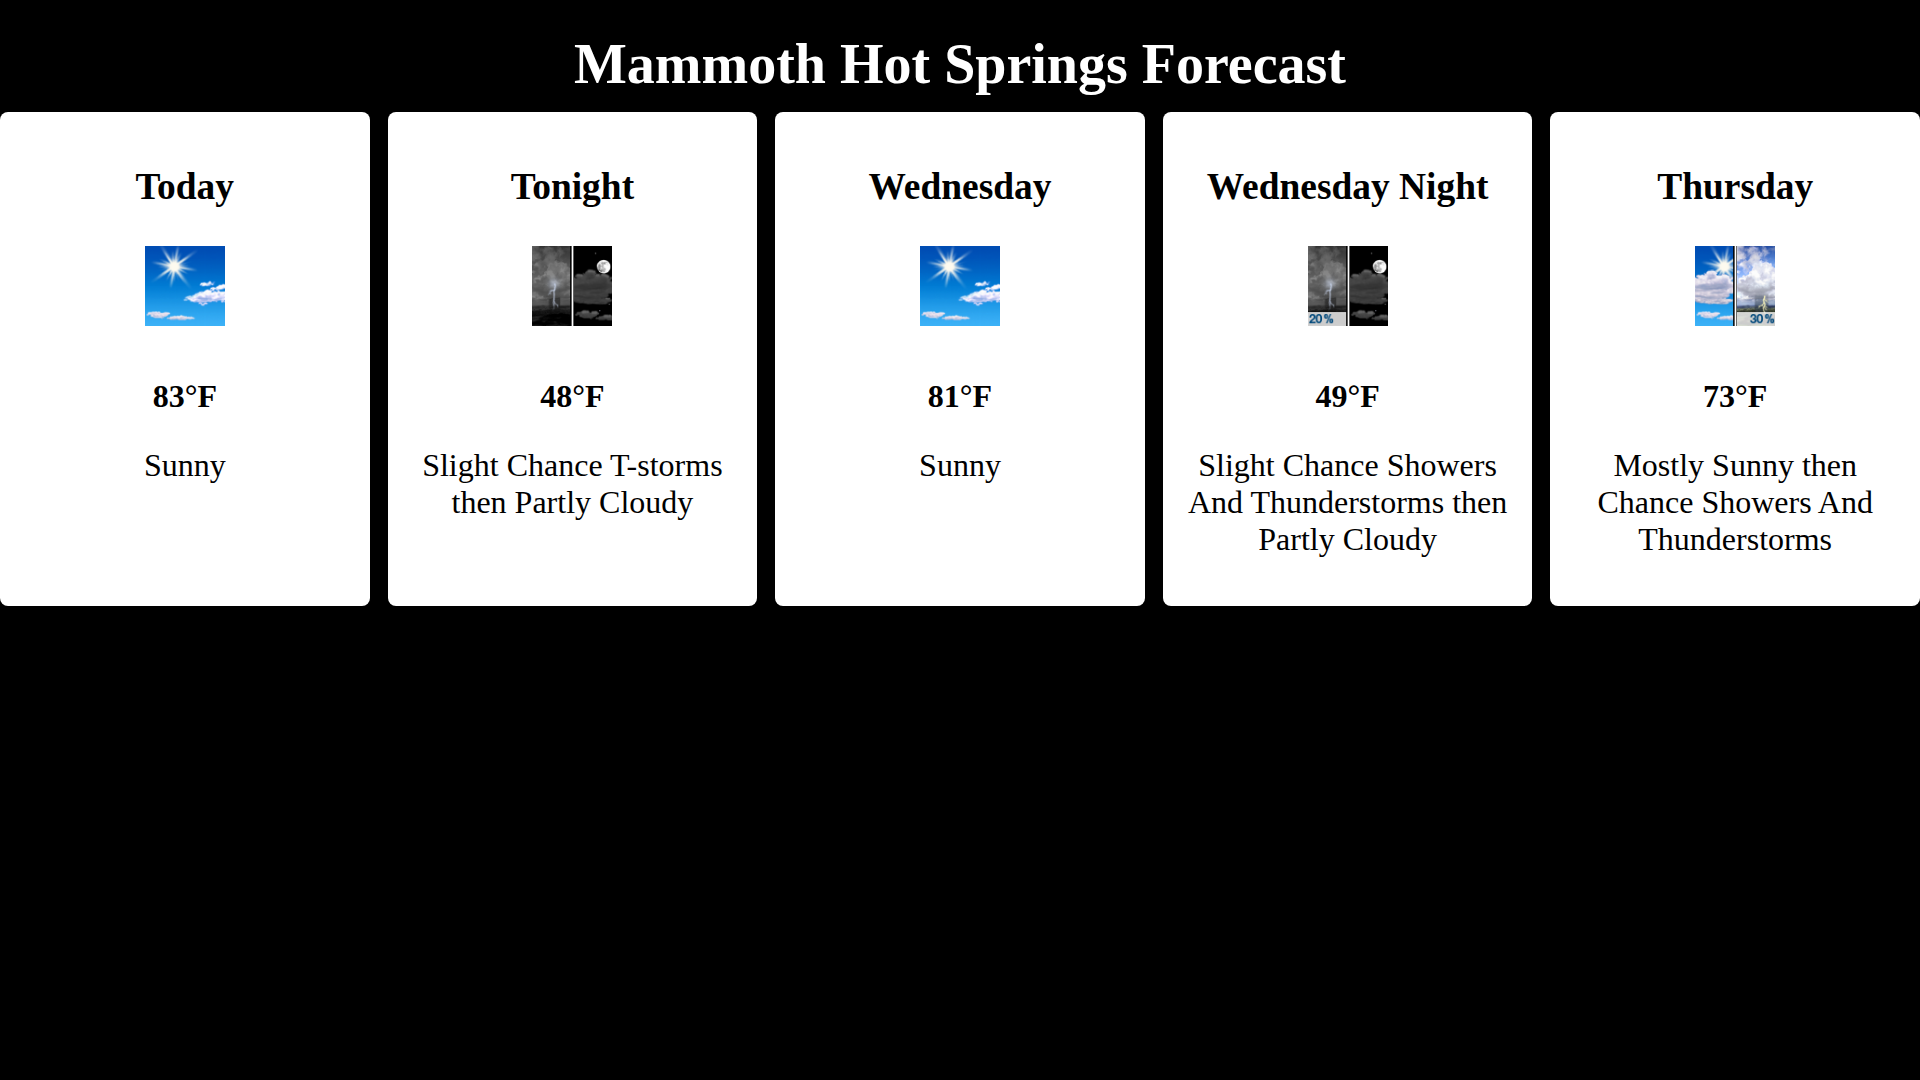 Mammoth Hot Springs Forecast
Today
83°F
Sunny
Tonight
48°F
Slight Chance T-storms
then Partly Cloudy
Wednesday
81°F
Sunny
Wednesday Night
20%
49°F
Slight Chance Showers
And Thunderstorms then
Partly Cloudy
Thursday
30%
73°F
Mostly Sunny then
Chance Showers And
Thunderstorms